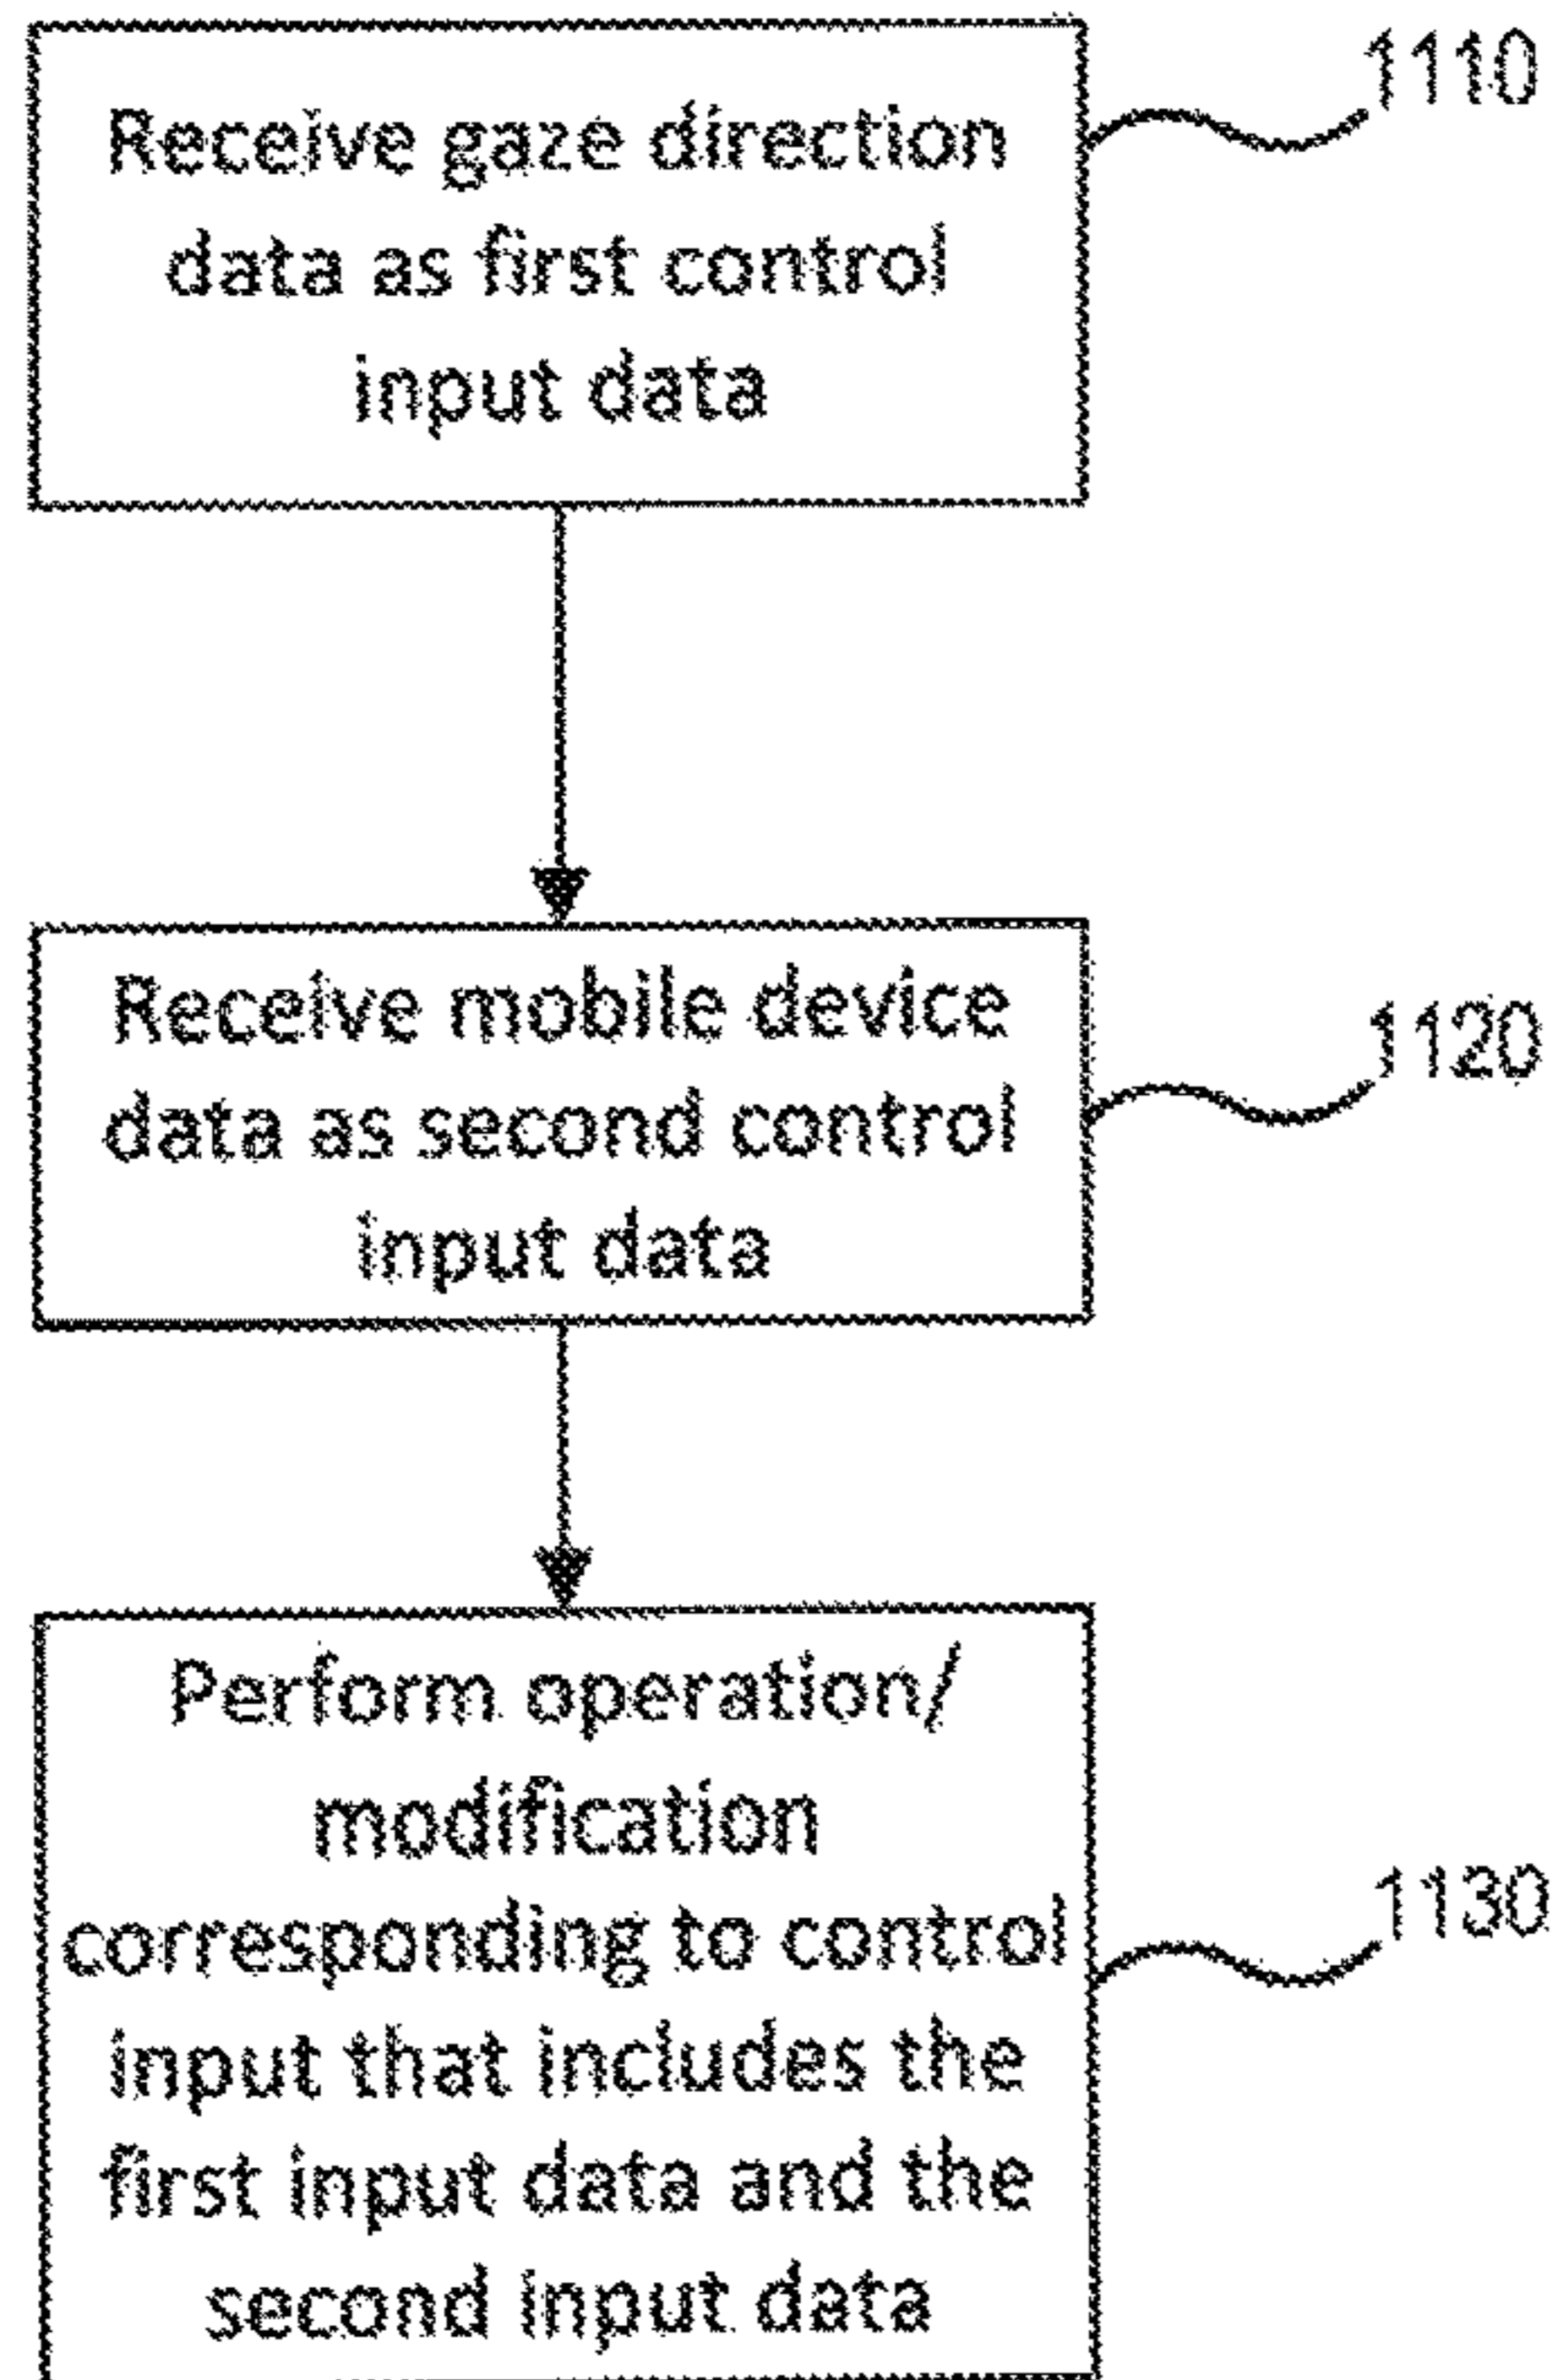 Receive gaze direction
data as first control
input data
1110
Receive mobile device
data as second control
input data
1120
Perform operation/
modification
corresponding to control
input that includes the
first input data and the
second input data
1130